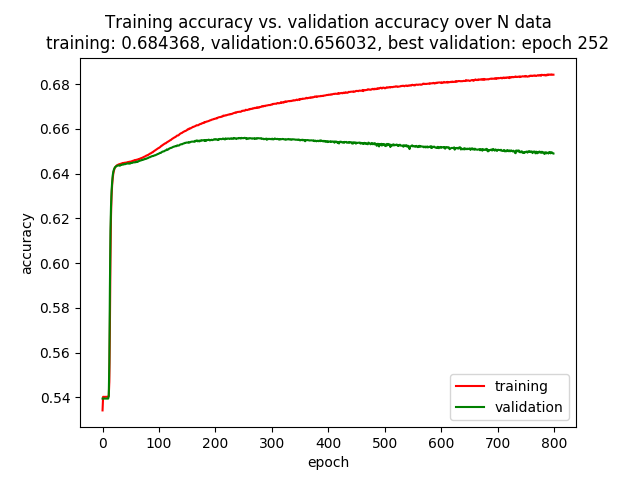 Training accuracy vs. validation accuracy over N data
training: 0.684368, validation:0.656032, best validation: epoch 252
0.68
0.66
0.64
0.62
0.60
0.58
0.56
0.54
accuracy
training
validation
0 100 200 300 400 500 600 700 800
epoch